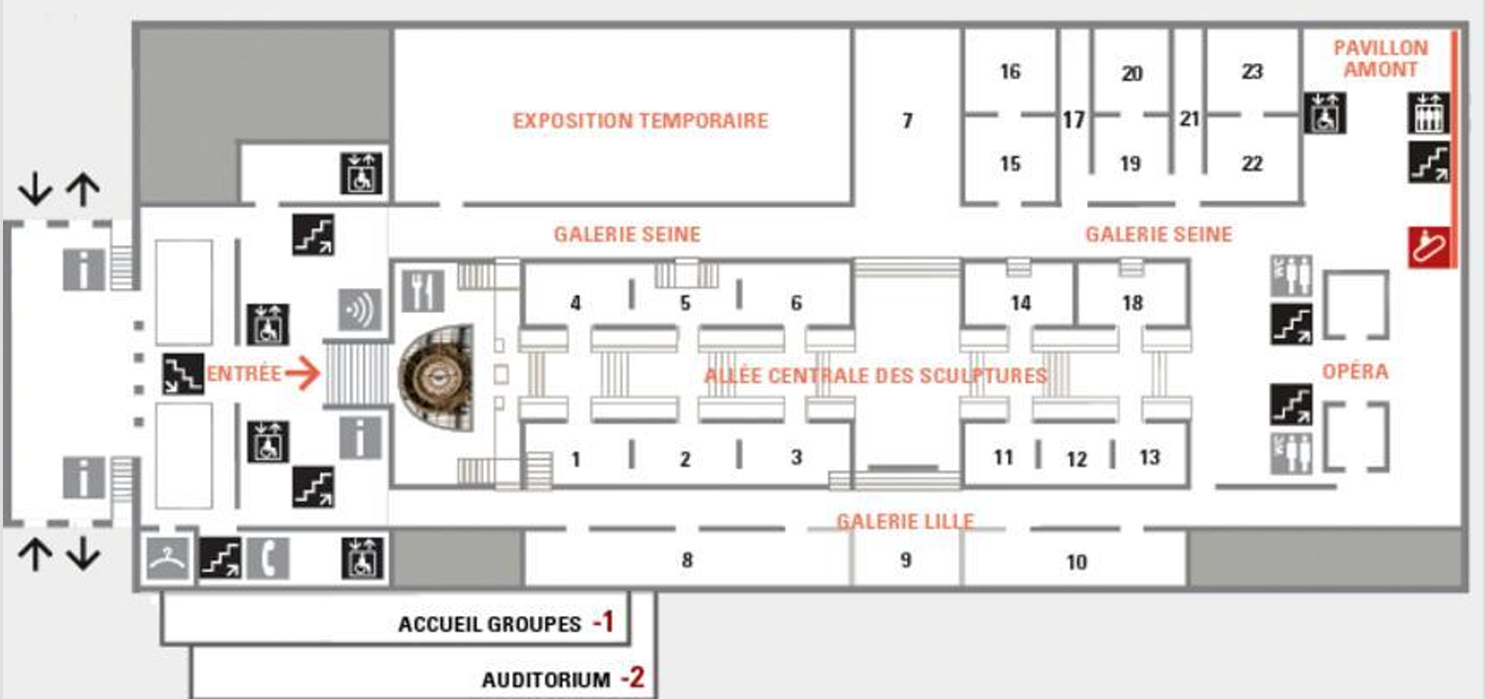 16
20
23
PAVILLON
AMONT
EXPOSITION TEMPORAIRE
7
17
21
15
19
22
GALERIE SEINE
GALERIE SEINE
i
WC
4
5
6
14
18
ENTRÉE
ALLÉE CENTRALE DES SCULPTURES
OPÉRA
i
i
1
2
3
11
12
13
WC
GALERIE LILLE
8
9
10
ACCUEIL GROUPES -1
AUDITORIUM -2